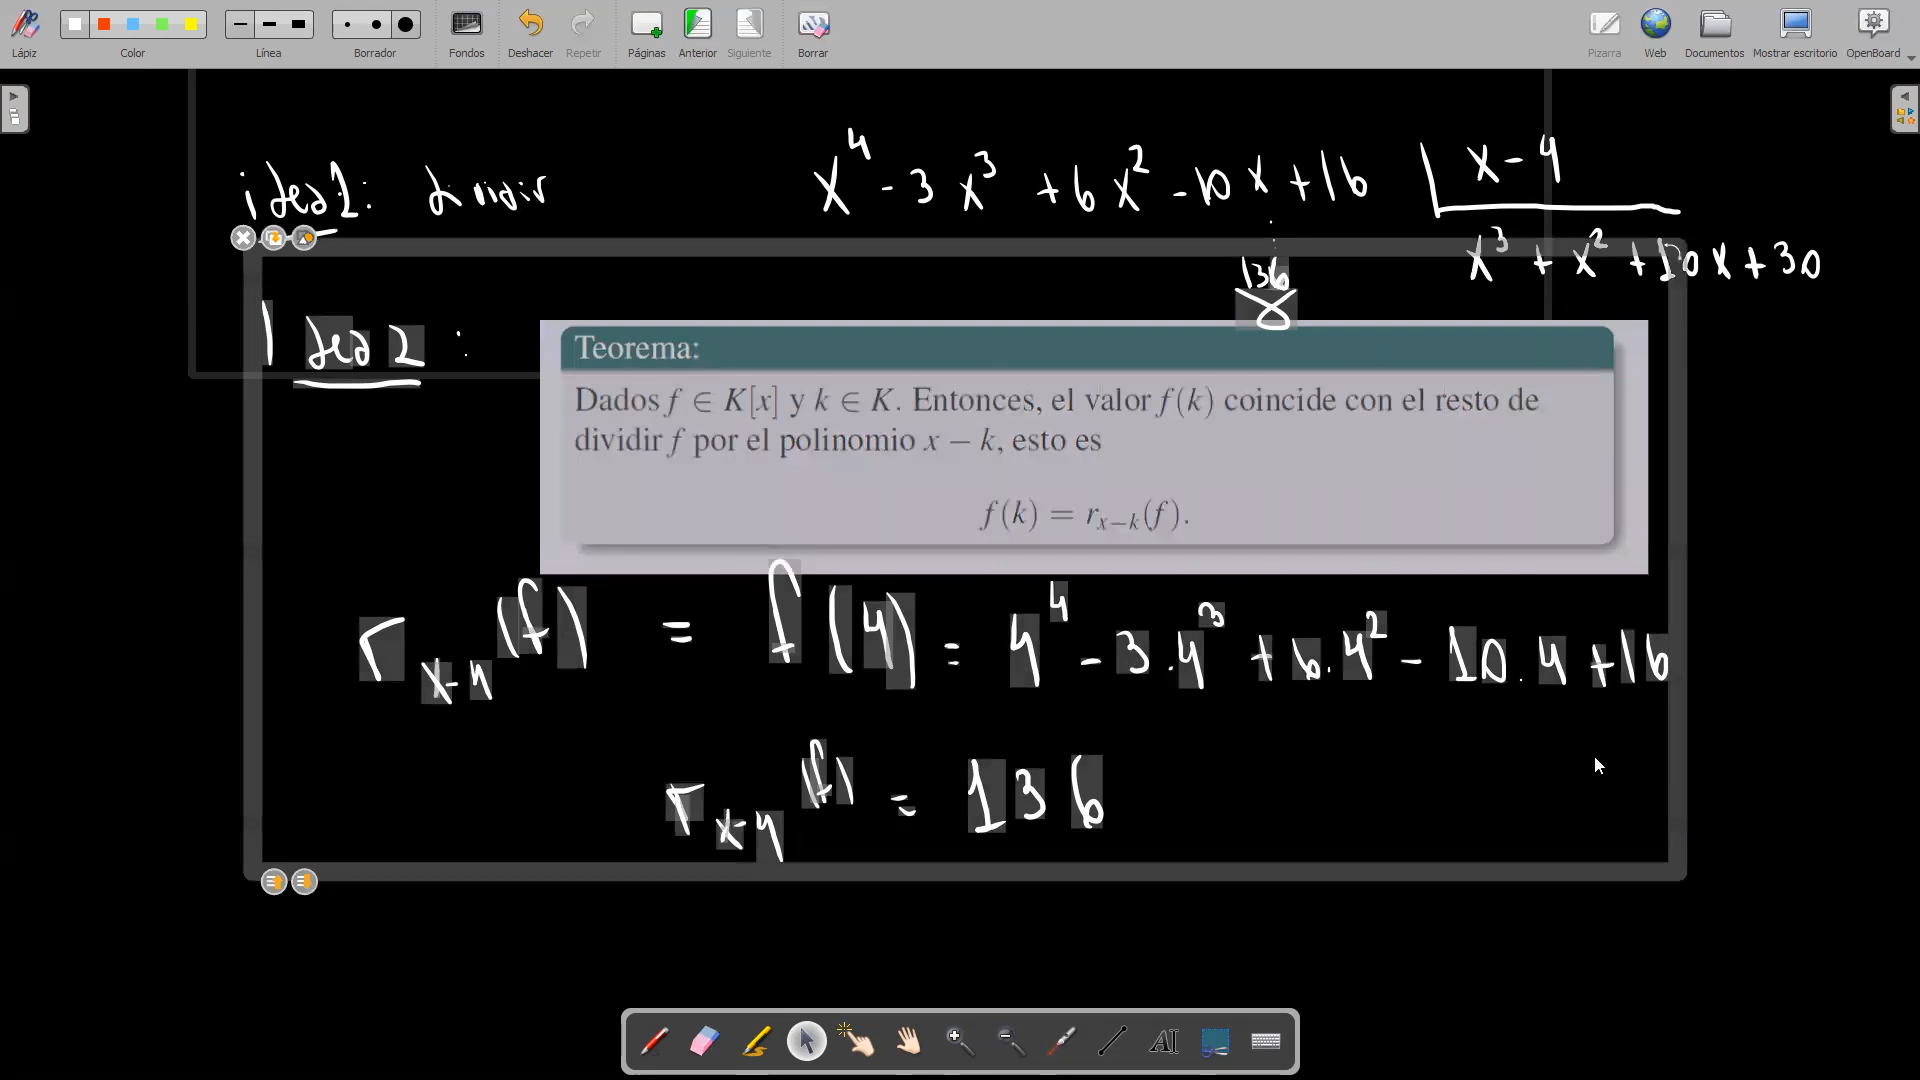 Lápiz Color Línea Borrador Fondos Deshacer Repetir Páginas Anterior Siguiente Borrar Pizarra Web Documentos Mostrar escritorio OpenBoard
idea 1: dividir x⁴ - 3x³ + 6x² - 10x + 16 | x - 4
x³ + x² + 10x + 30
136
Idea 2:
Teorema:
Dados f ∈ K[x] y k ∈ K. Entonces, el valor f(k) coincide con el resto de
dividir f por el polinomio x − k, esto es
f(k) = r_{x−k}(f).
r_{x-4}(f) = f(4) = 4⁴ - 3.4³ + 6.4² - 10.4 + 16
r_{x-4}(f) = 136